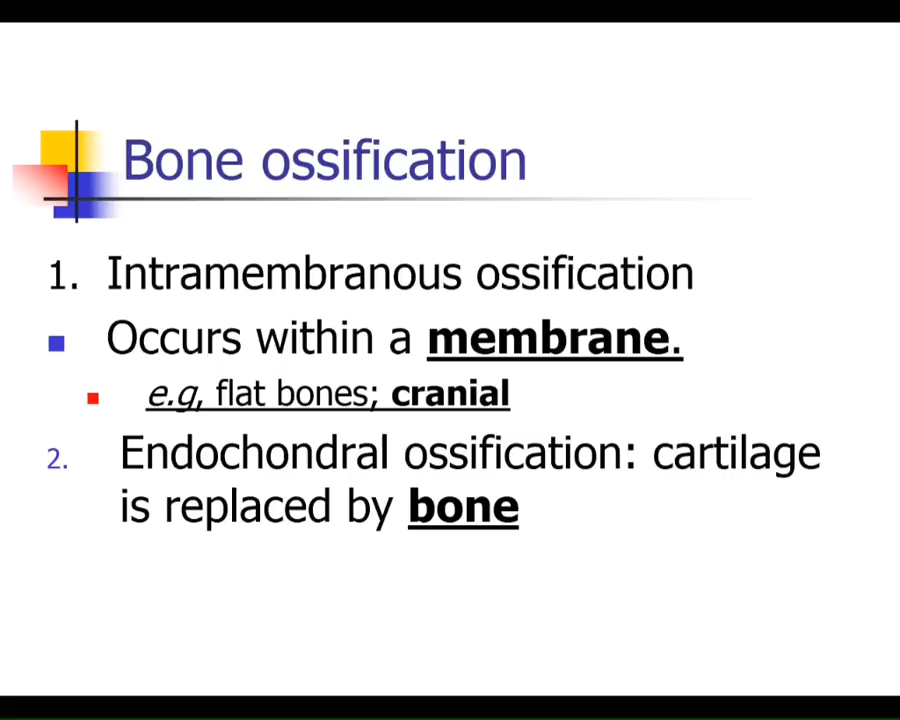 Bone ossification
1. Intramembranous ossification
Occurs within a membrane.
e.g, flat bones; cranial
2. Endochondral ossification: cartilage
is replaced by bone